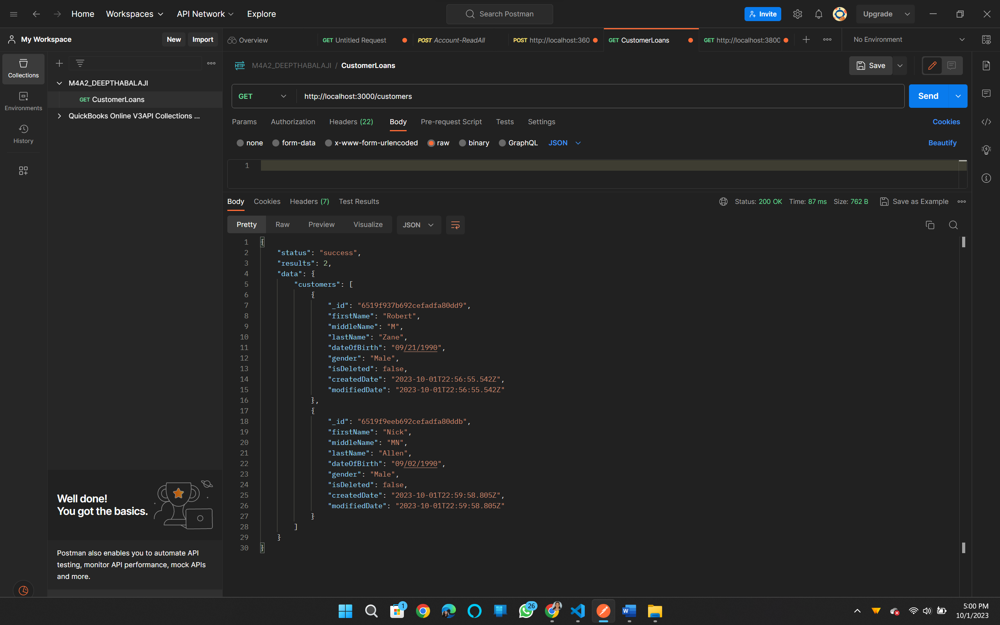 Home Workspaces API Network Explore Search Postman Invite Upgrade
My Workspace New Import Overview GET Untitled Request POST Account-ReadAll POST http://localhost:360 GET CustomerLoans GET http://localhost:3800 No Environment
Collections
Environments
History
M4A2_DEEPTHABALAJI
GET CustomerLoans
QuickBooks Online V3API Collections ...
HTTP M4A2_DEEPTHABALAJI / CustomerLoans Save
GET http://localhost:3000/customers Send
Params Authorization Headers (22) Body Pre-request Script Tests Settings Cookies
none form-data x-www-form-urlencoded raw binary GraphQL JSON Beautify
1
Body Cookies Headers (7) Test Results Status: 200 OK Time: 87 ms Size: 762 B Save as Example
Pretty Raw Preview Visualize JSON
1 {
2 "status": "success",
3 "results": 2,
4 "data": {
5 "customers": [
6 {
7 "_id": "6519f937b692cefadfa80dd9",
8 "firstName": "Robert",
9 "middleName": "M",
10 "lastName": "Zane",
11 "dateOfBirth": "09/21/1990",
12 "gender": "Male",
13 "isDeleted": false,
14 "createdDate": "2023-10-01T22:56:55.542Z",
15 "modifiedDate": "2023-10-01T22:56:55.542Z"
16 },
17 {
18 "_id": "6519f9eeb692cefadfa80ddb",
19 "firstName": "Nick",
20 "middleName": "MN",
21 "lastName": "Allen",
22 "dateOfBirth": "09/02/1990",
23 "gender": "Male",
24 "isDeleted": false,
25 "createdDate": "2023-10-01T22:59:58.805Z",
26 "modifiedDate": "2023-10-01T22:59:58.805Z"
27 }
28 ]
29 }
30 }
Well done!
You got the basics.
Postman also enables you to automate API
testing, monitor API performance, mock APIs
and more.
1 26 W 5:00 PM
10/1/2023